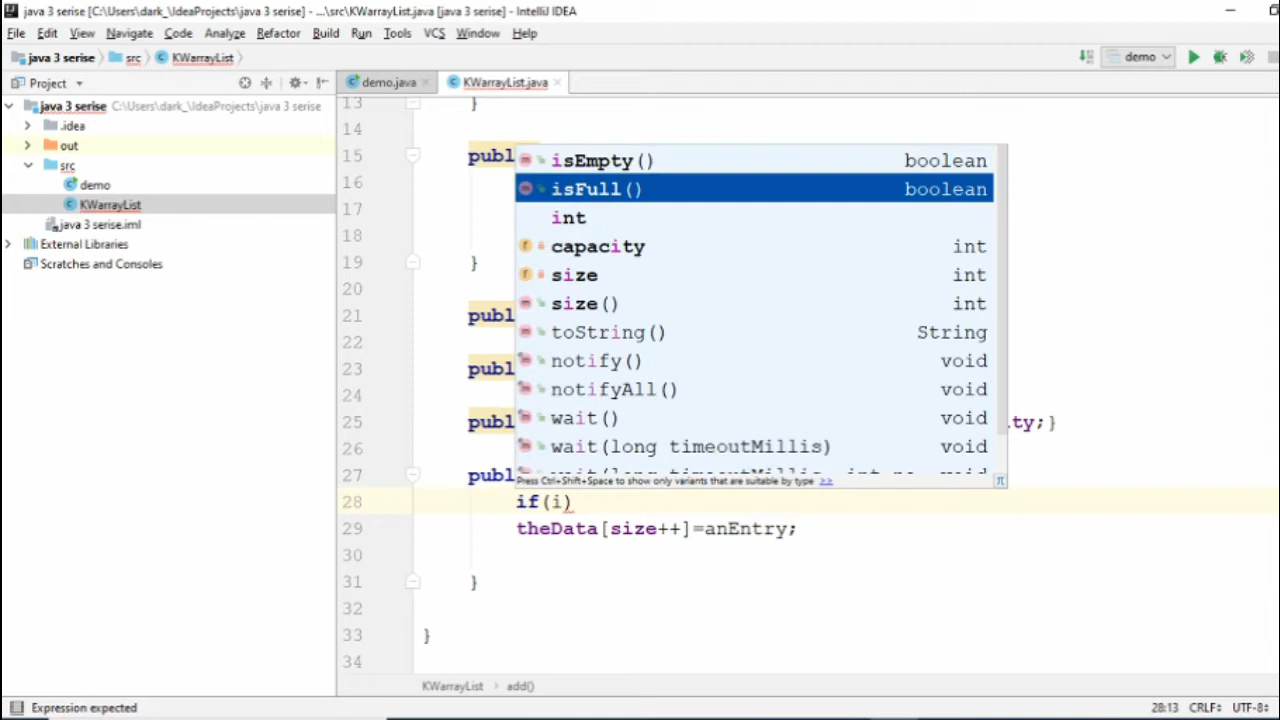 java 3 serise [C:\Users\dark_\IdeaProjects\java 3 serise] - ...\src\KWarrayList.java [java 3 serise] - IntelliJ IDEA
File Edit View Navigate Code Analyze Refactor Build Run Tools VCS Window Help
java 3 serise src KWarrayList demo
Project demo.java KWarrayList.java
java 3 serise C:\Users\dark_\IdeaProjects\java 3 serise
.idea
out
src
demo
KWarrayList
java 3 serise.iml
External Libraries
Scratches and Consoles
13 }
14
15 publ
16
17
18
19 }
20
21 publ
22
23 publ
24
25 publ ty;}
26
27 publ
28 if(i)
29 theData[size++]=anEntry;
30
31 }
32
33 }
34
isEmpty() boolean
isFull() boolean
int
capacity int
size int
size() int
toString() String
notify() void
notifyAll() void
wait() void
wait(long timeoutMillis) void
Press Ctrl+Shift+Space to show only variants that are suitable by type >> π
KWarrayList add()
Expression expected 28:13 CRLF UTF-8